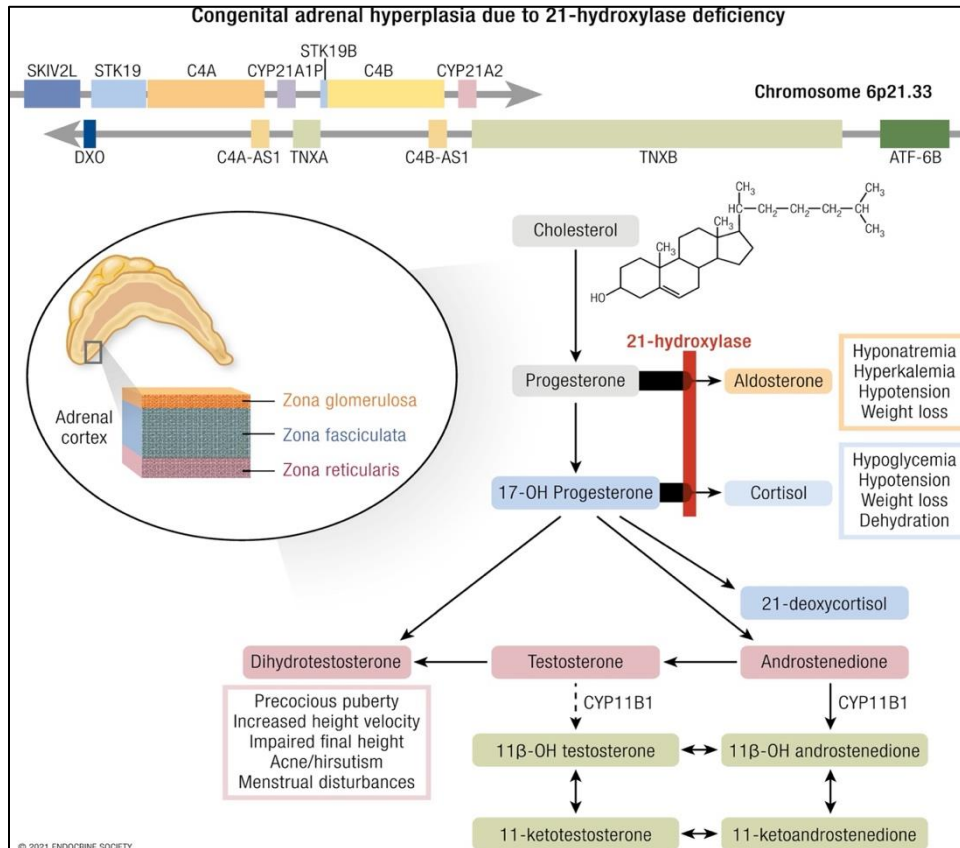 Congenital adrenal hyperplasia due to 21-hydroxylase deficiency
STK19B
SKIV2L STK19 C4A CYP21A1P C4B CYP21A2
Chromosome 6p21.33
DXO C4A-AS1 TNXA C4B-AS1 TNXB ATF-6B
Cholesterol
CH₃
CH₃
HC—CH₂—CH₂—CH₂—CH
CH₃
CH₃
CH₃
HO
21-hydroxylase
Progesterone
Aldosterone
Hyponatremia
Hyperkalemia
Hypotension
Weight loss
Adrenal
cortex
Zona glomerulosa
Zona fasciculata
Zona reticularis
17-OH Progesterone
Cortisol
Hypoglycemia
Hypotension
Weight loss
Dehydration
21-deoxycortisol
Dihydrotestosterone
Testosterone
Androstenedione
Precocious puberty
Increased height velocity
Impaired final height
Acne/hirsutism
Menstrual disturbances
CYP11B1
CYP11B1
11β-OH testosterone
11β-OH androstenedione
11-ketotestosterone
11-ketoandrostenedione
© 2021 ENDOCRINE SOCIETY